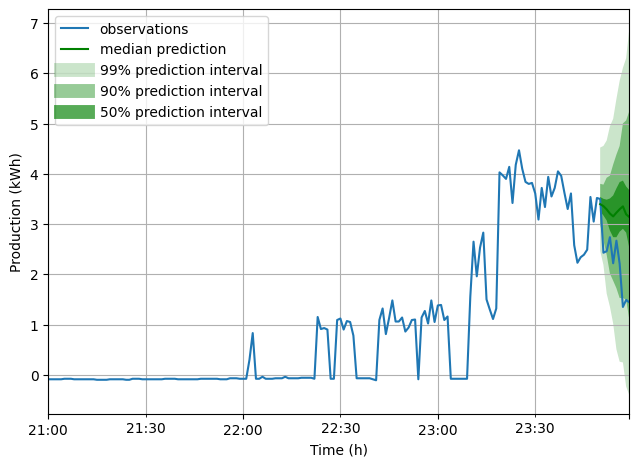 observations
median prediction
99% prediction interval
90% prediction interval
50% prediction interval
7
6
5
4
3
2
1
0
Production (kWh)
21:00
21:30
22:00
22:30
23:00
23:30
Time (h)